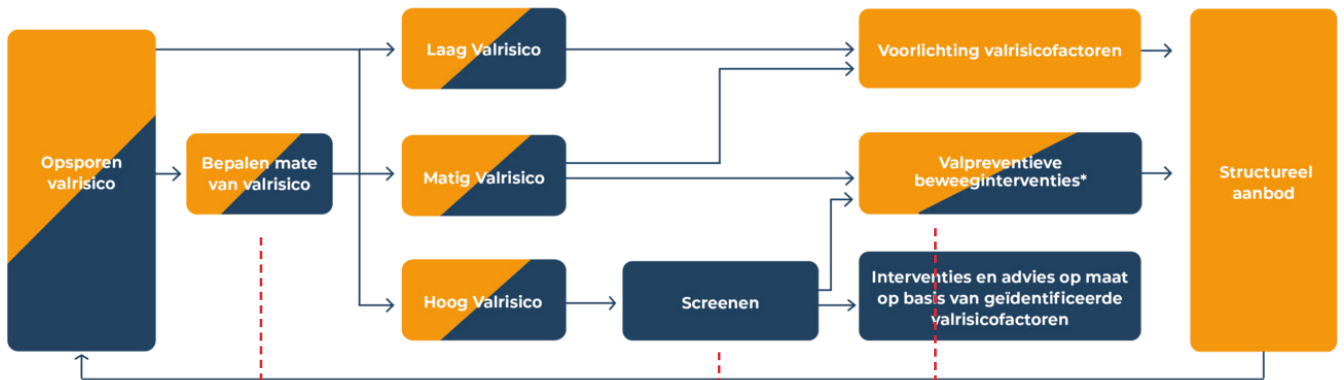 Opsporen
valrisico
Bepalen mate
van valrisico
Laag Valrisico
Matig Valrisico
Hoog Valrisico
Screenen
Voorlichting valrisicofactoren
Valpreventieve
beweeginterventies*
Interventies en advies op maat
op basis van geïdentificeerde
valrisicofactoren
Structureel
aanbod